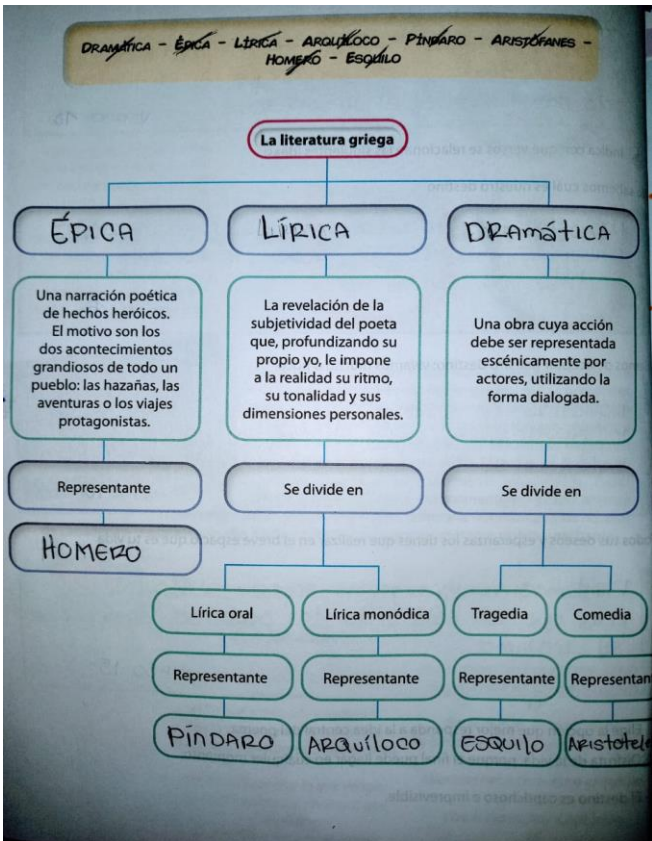 DRAMÁTICA - ÉPICA - LÍRICA - ARQUÍLOCO - PÍNDARO - ARISTÓFANES -
HOMERO - ESQUILO
La literatura griega
ÉPICA
LÍRICA
DRAMÁTICA
Una narración poética
de hechos heróicos.
El motivo son los
dos acontecimientos
grandiosos de todo un
pueblo: las hazañas, las
aventuras o los viajes
protagonistas.
La revelación de la
subjetividad del poeta
que, profundizando su
propio yo, le impone
a la realidad su ritmo,
su tonalidad y sus
dimensiones personales.
Una obra cuya acción
debe ser representada
escénicamente por
actores, utilizando la
forma dialogada.
Representante
Se divide en
Se divide en
HOMERO
Lírica oral
Lírica monódica
Tragedia
Comedia
Representante
Representante
Representante
Representan
PÍNDARO
ARQUÍLOCO
ESQUILO
Aristotele